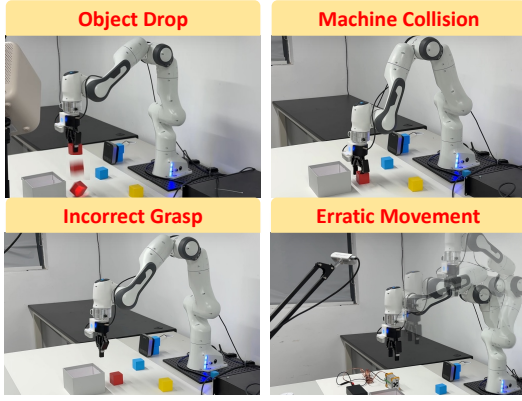 Object Drop
Machine Collision
Incorrect Grasp
Erratic Movement